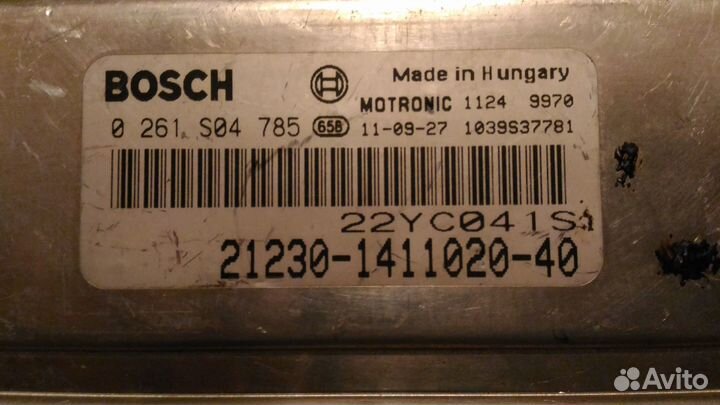 BOSCH
Made in Hungary
MOTRONIC 1124 9970
0 261 S04 785 658 11-09-27 1039S37781
22YC041S1
21230-1411020-40
Avito